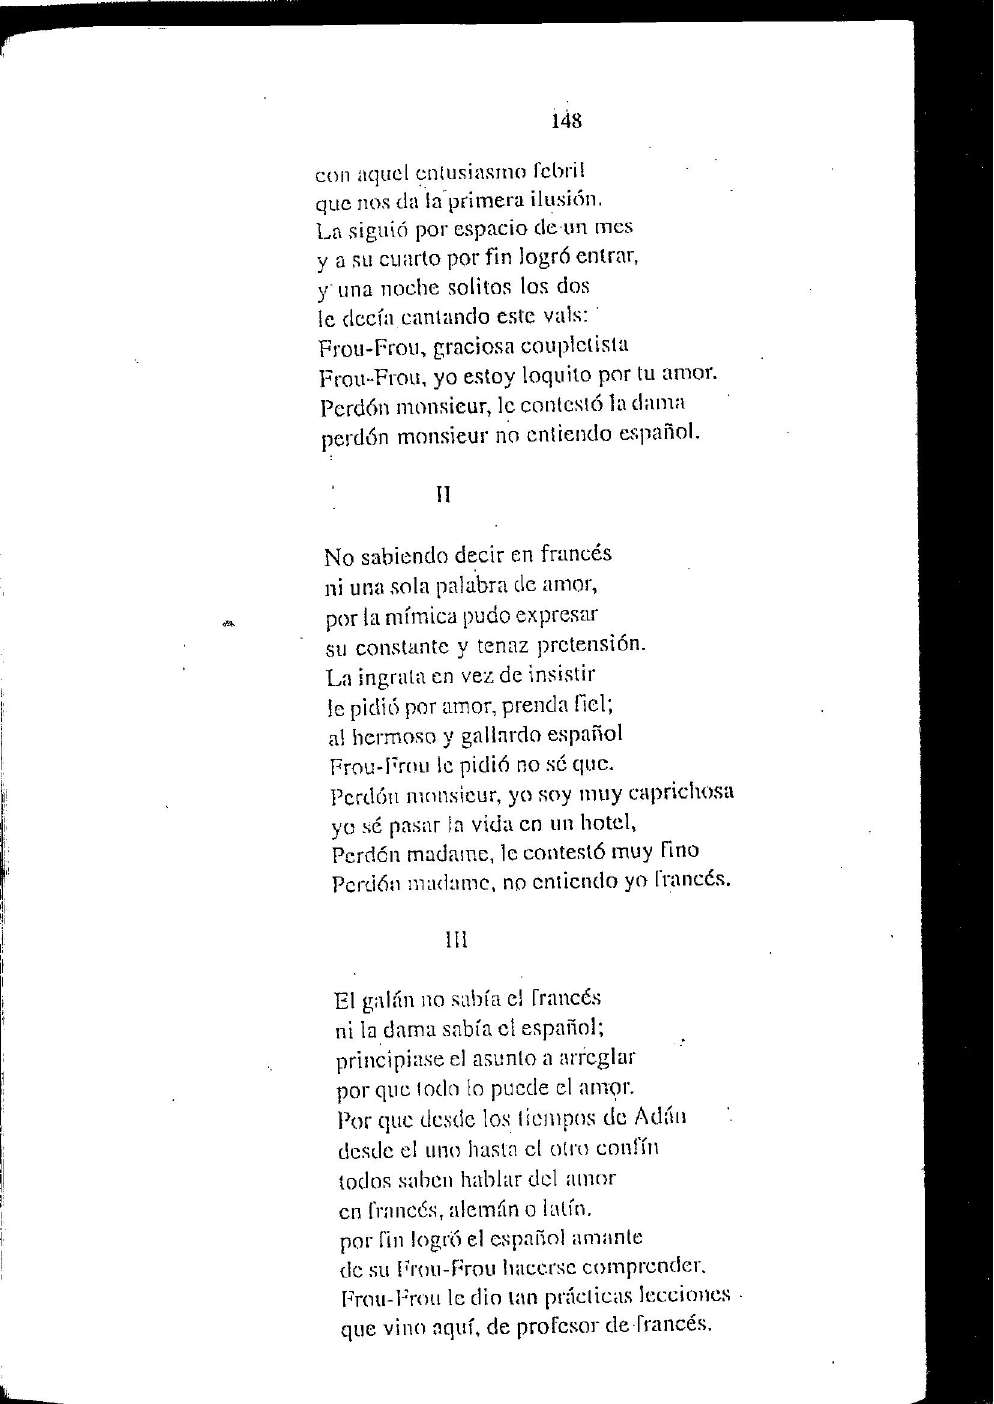 148
con aquel entusiasmo febril
que nos da la primera ilusión.
La siguió por espacio de un mes
y a su cuarto por fin logró entrar,
y una noche solitos los dos
le decía cantando este vals:
Frou-Frou, graciosa coupletista
Frou-Frou, yo estoy loquito por tu amor.
Perdón monsieur, le contestó la dama
perdón monsieur no entiendo español.
II
No sabiendo decir en francés
ni una sola palabra de amor,
por la mímica pudo expresar
su constante y tenaz pretensión.
La ingrata en vez de insistir
le pidió por amor, prenda fiel;
al hermoso y gallardo español
Frou-Frou le pidió no sé que.
Perdón monsieur, yo soy muy caprichosa
yo sé pasar la vida en un hotel,
Perdón madame, le contestó muy fino
Perdón madame, no entiendo yo francés.
III
El galán no sabía el francés
ni la dama sabía el español;
principiase el asunto a arreglar
por que todo lo puede el amor.
Por que desde los tiempos de Adán
desde el uno hasta el otro confín
todos saben hablar del amor
en francés, alemán o latín.
por fin logró el español amante
de su Frou-Frou hacerse comprender.
Frou-Frou le dio tan prácticas lecciones
que vino aquí, de profesor de francés.